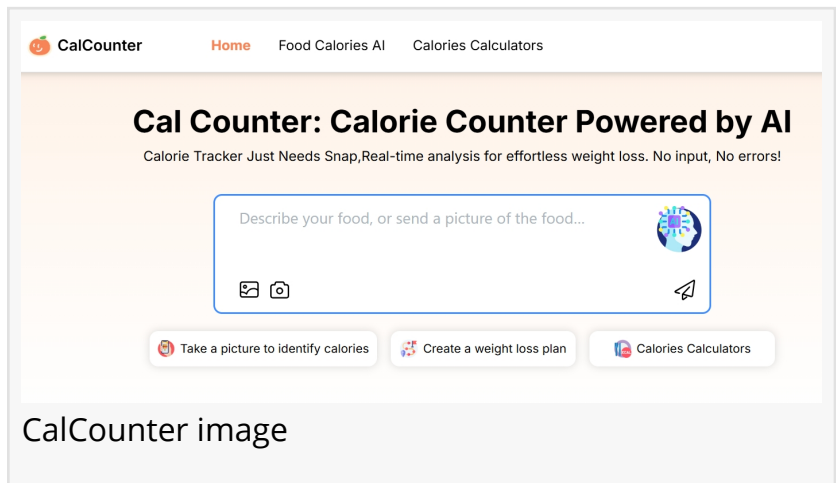 CalCounter
Home
Food Calories AI
Calories Calculators
Cal Counter: Calorie Counter Powered by AI
Calorie Tracker Just Needs Snap,Real-time analysis for effortless weight loss. No input, No errors!
Describe your food, or send a picture of the food...
Take a picture to identify calories
Create a weight loss plan
Calories Calculators
CalCounter image